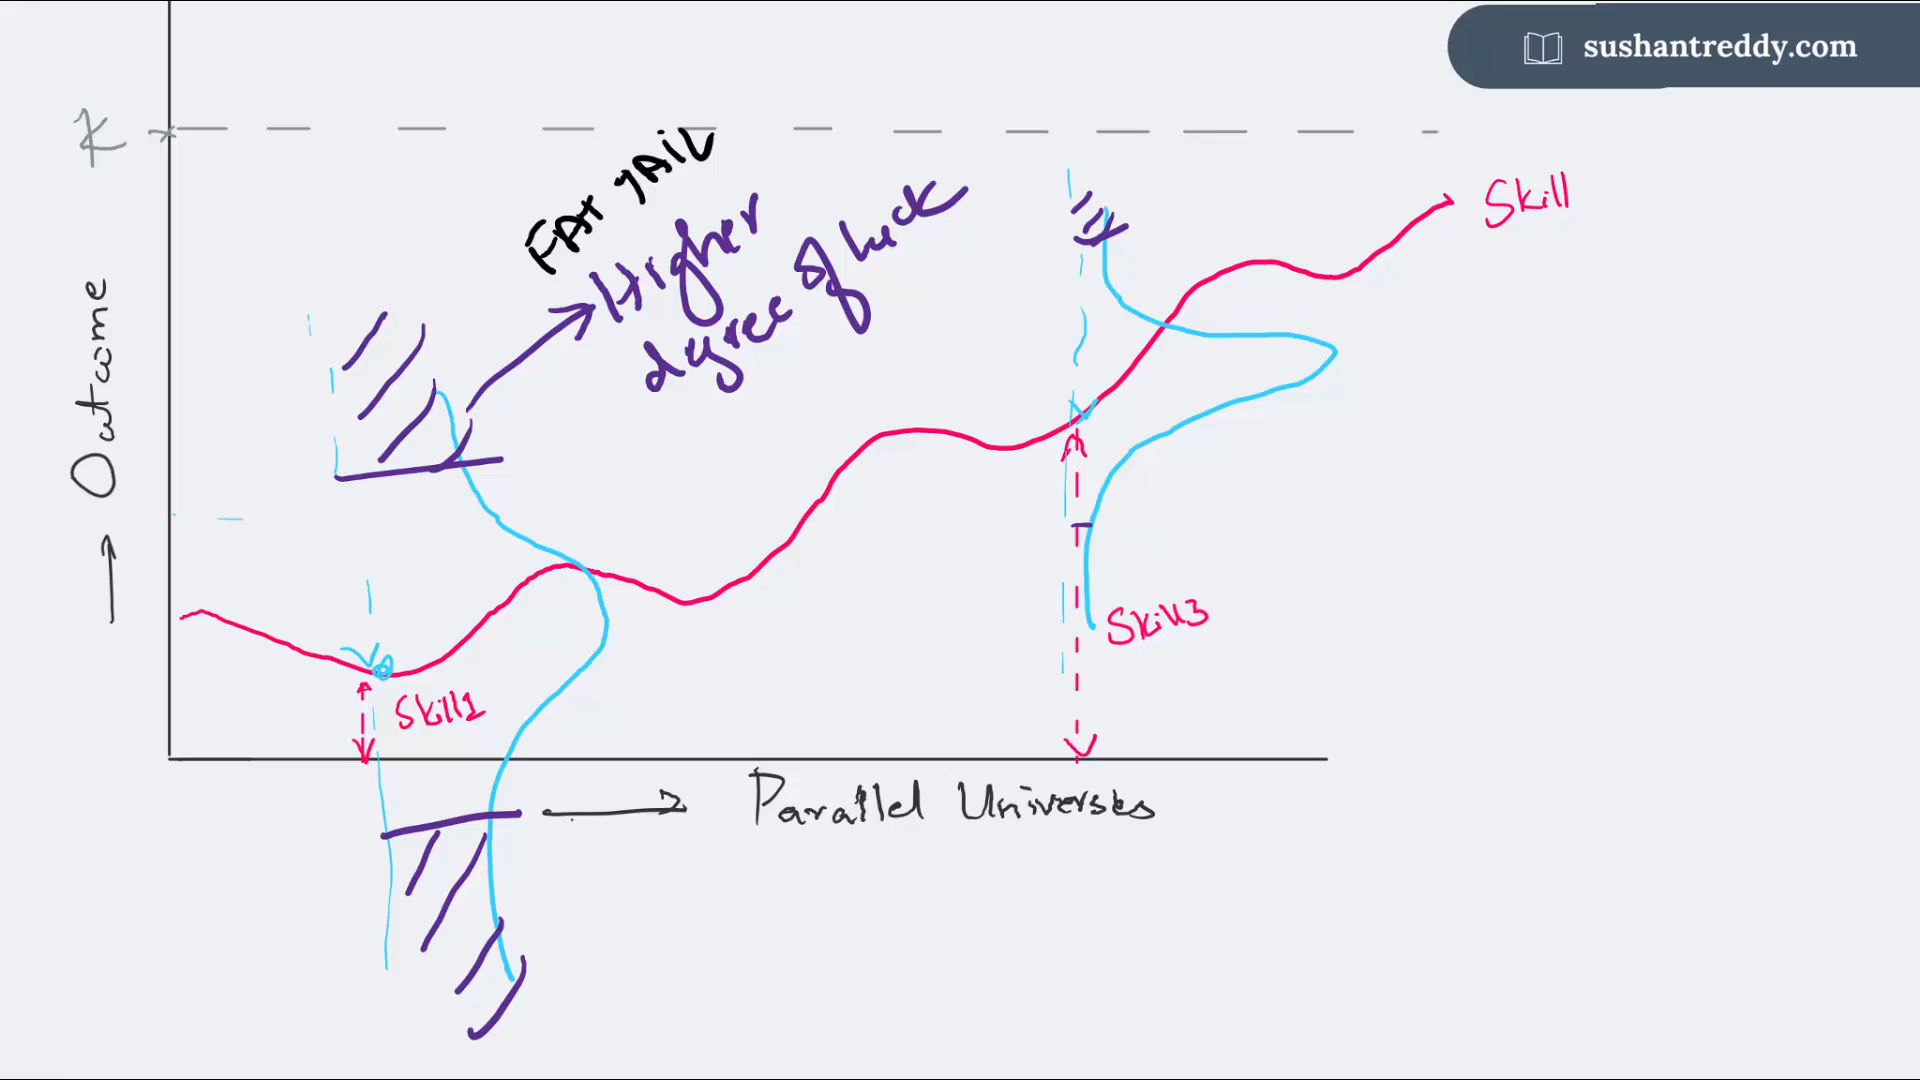 sushantreddy.com
K
FAT TAIL
Higher
degree of luck
Skill
Outcome
Skill3
Skill1
Parallel Universes